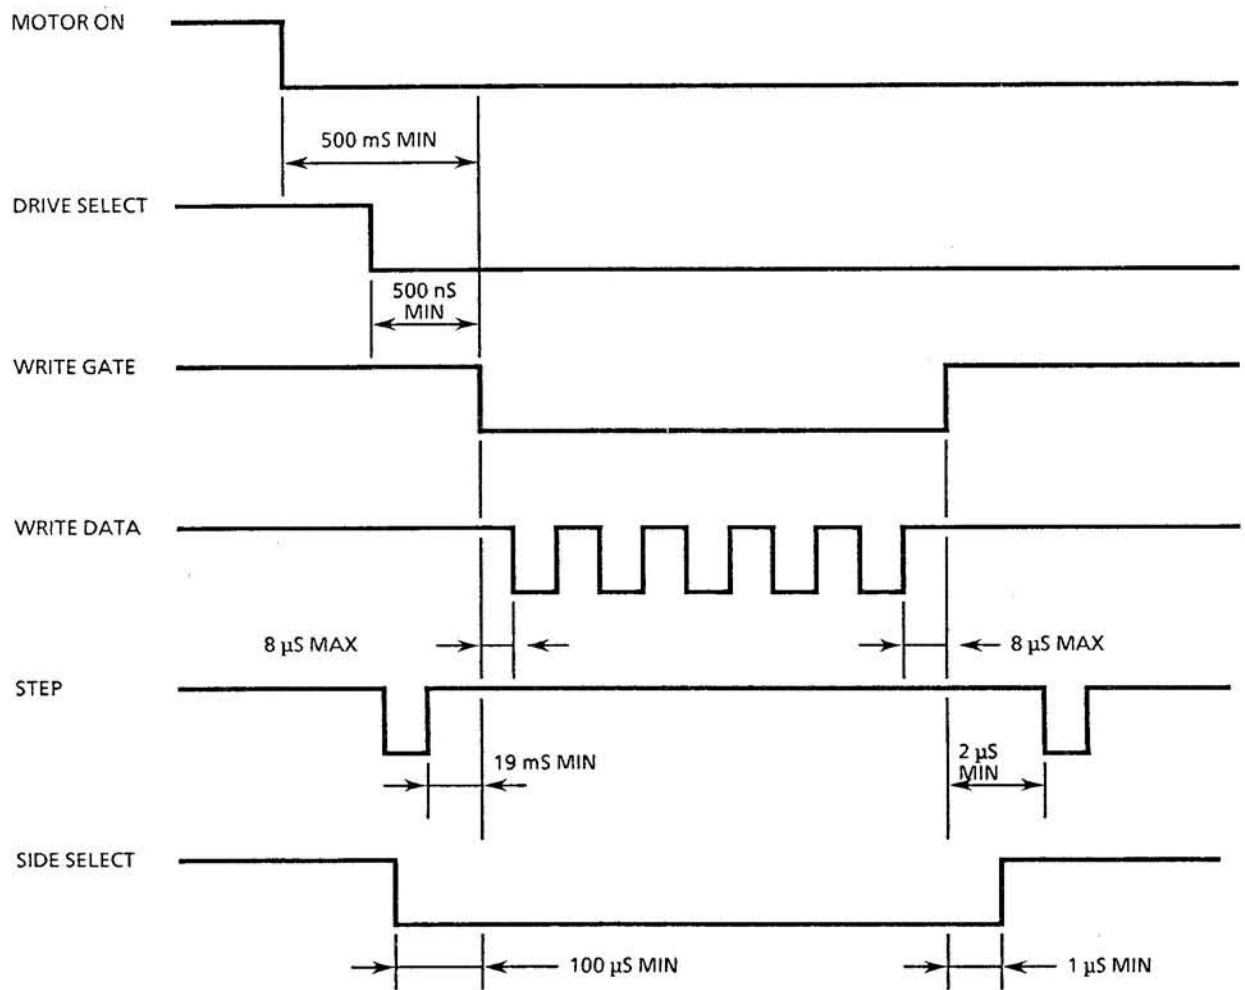 MOTOR ON
500 mS MIN
DRIVE SELECT
500 nS
MIN
WRITE GATE
WRITE DATA
8 µS MAX
8 µS MAX
STEP
19 mS MIN
2 µS
MIN
SIDE SELECT
100 µS MIN
1 µS MIN